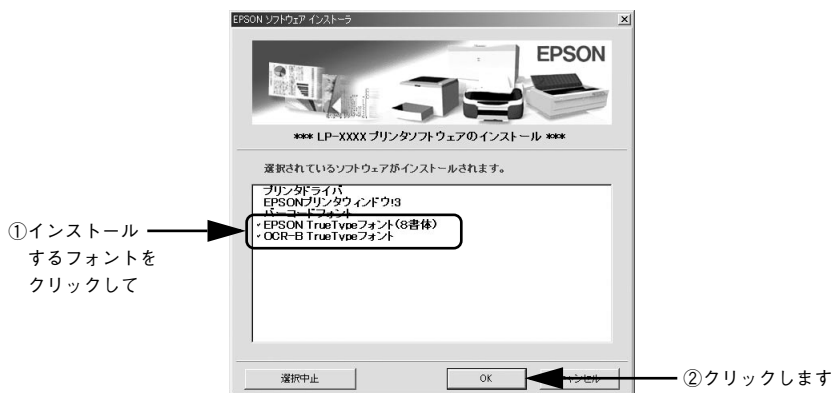 EPSON ソフトウェア インストーラ
EPSON
*** LP-XXXX プリンタソフトウェアのインストール ***
選択されているソフトウェアがインストールされます。
プリンタドライバ
EPSONプリンタウィンドウ!3
バーコードフォント
EPSON TrueTypeフォント(8書体)
OCR-B TrueTypeフォント
①インストール
するフォントを
クリックして
選択中止
OK
キャンセル
②クリックします